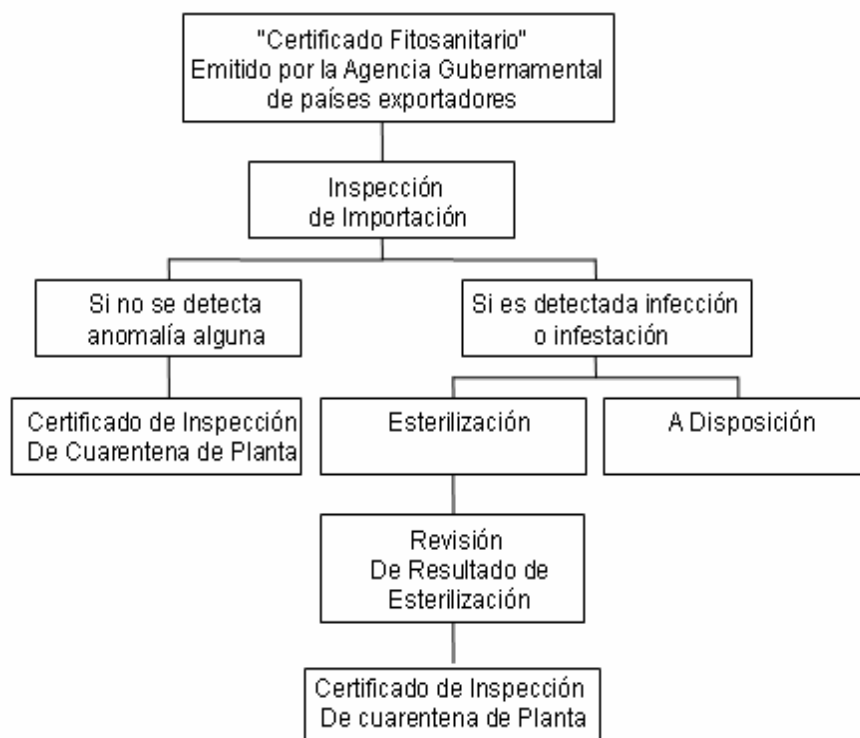 "Certificado Fitosanitario"
Emitido por la Agencia Gubernamental
de países exportadores
Inspección
de Importación
Si no se detecta
anomalía alguna
Si es detectada infección
o infestación
Certificado de Inspección
De Cuarentena de Planta
Esterilización
A Disposición
Revisión
De Resultado de
Esterilización
Certificado de Inspección
De cuarentena de Planta